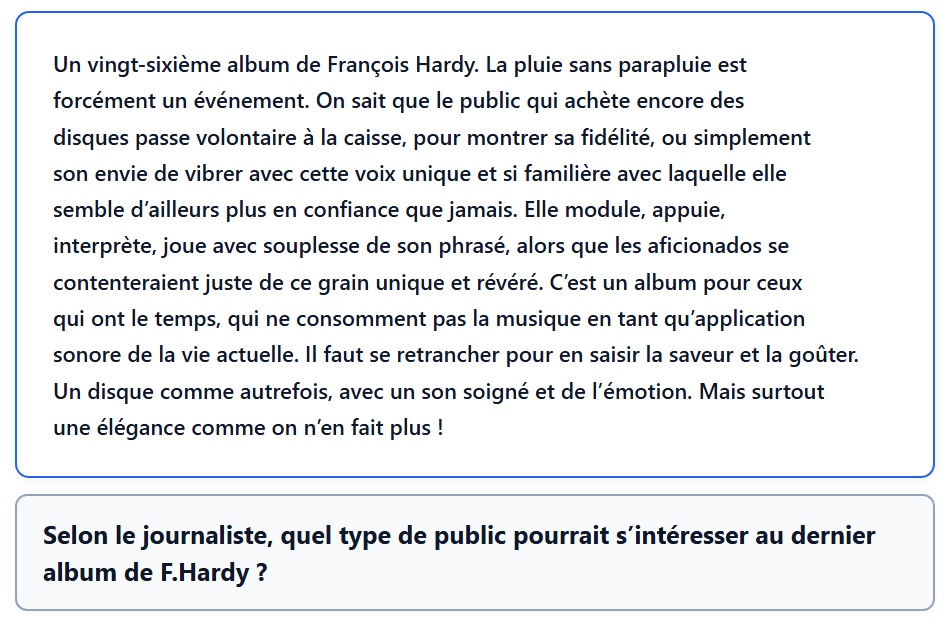 Un vingt-sixième album de François Hardy. La pluie sans parapluie est
forcément un événement. On sait que le public qui achète encore des
disques passe volontaire à la caisse, pour montrer sa fidélité, ou simplement
son envie de vibrer avec cette voix unique et si familière avec laquelle elle
semble d’ailleurs plus en confiance que jamais. Elle module, appuie,
interprète, joue avec souplesse de son phrasé, alors que les aficionados se
contenteraient juste de ce grain unique et révéré. C’est un album pour ceux
qui ont le temps, qui ne consomment pas la musique en tant qu’application
sonore de la vie actuelle. Il faut se retrancher pour en saisir la saveur et la goûter.
Un disque comme autrefois, avec un son soigné et de l’émotion. Mais surtout
une élégance comme on n’en fait plus !
Selon le journaliste, quel type de public pourrait s’intéresser au dernier
album de F.Hardy ?